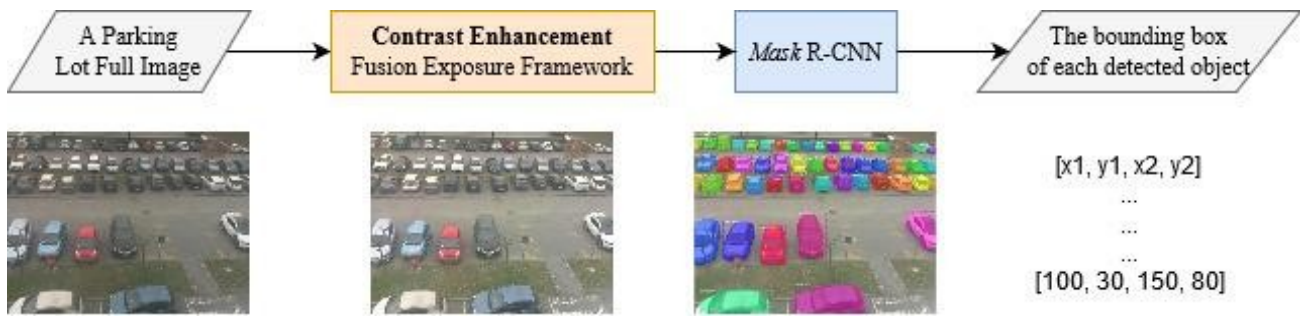 A Parking
Lot Full Image
Contrast Enhancement
Fusion Exposure Framework
Mask R-CNN
The bounding box
of each detected object
[x1, y1, x2, y2]
...
...
...
[100, 30, 150, 80]